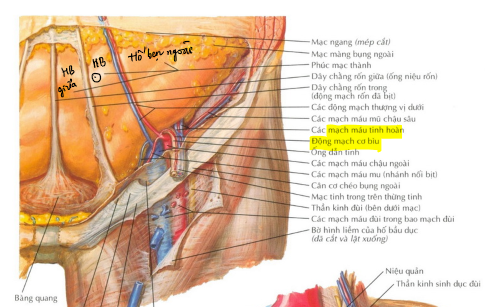 HB giữa
HB
Hố bẹn ngoài
Mạc ngang (mép cắt)
Mạc màng bụng ngoài
Phúc mạc thành
Dây chằng rốn giữa (ống niệu rốn)
Dây chằng rốn trong
(động mạch rốn đã bịt)
Các động mạch thượng vị dưới
Các mạch máu mũ chậu sâu
Các mạch máu tinh hoàn
Động mạch cơ bìu
Ống dẫn tinh
Các mạch máu chậu ngoài
Các mạch máu mu (nhánh nối bịt)
Cân cơ chéo bụng ngoài
Mạc tinh trong trên thừng tinh
Thần kinh đùi (bên dưới mạc)
Các mạch máu đùi trong bao mạch đùi
Bờ hình liềm của hố bầu dục
(đã cắt và lật xuống)
Bàng quang
Niệu quản
Thần kinh sinh dục đùi